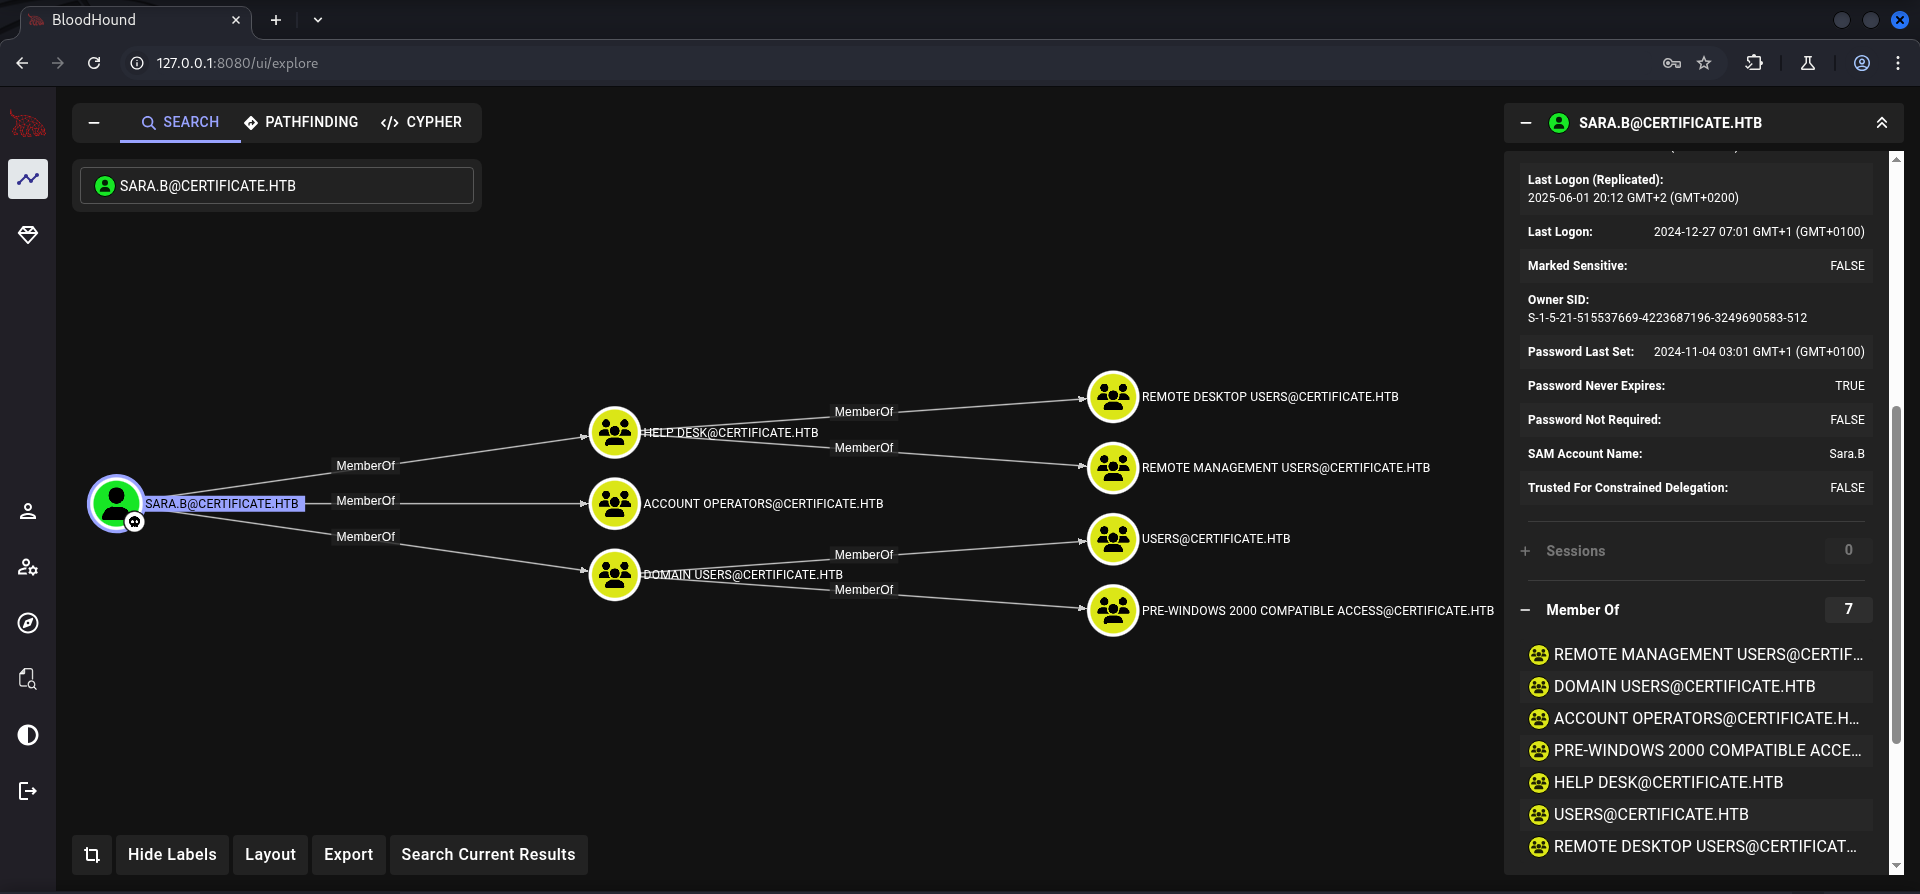 BloodHound
127.0.0.1:8080/ui/explore
SEARCH
PATHFINDING
</> CYPHER
SARA.B@CERTIFICATE.HTB
SARA.B@CERTIFICATE.HTB
MemberOf
MemberOf
MemberOf
HELP DESK@CERTIFICATE.HTB
ACCOUNT OPERATORS@CERTIFICATE.HTB
DOMAIN USERS@CERTIFICATE.HTB
MemberOf
MemberOf
MemberOf
MemberOf
REMOTE DESKTOP USERS@CERTIFICATE.HTB
REMOTE MANAGEMENT USERS@CERTIFICATE.HTB
USERS@CERTIFICATE.HTB
PRE-WINDOWS 2000 COMPATIBLE ACCESS@CERTIFICATE.HTB
Hide Labels
Layout
Export
Search Current Results
SARA.B@CERTIFICATE.HTB
Last Logon (Replicated):
2025-06-01 20:12 GMT+2 (GMT+0200)
Last Logon: 2024-12-27 07:01 GMT+1 (GMT+0100)
Marked Sensitive: FALSE
Owner SID:
S-1-5-21-515537669-4223687196-3249690583-512
Password Last Set: 2024-11-04 03:01 GMT+1 (GMT+0100)
Password Never Expires: TRUE
Password Not Required: FALSE
SAM Account Name: Sara.B
Trusted For Constrained Delegation: FALSE
Sessions 0
Member Of 7
REMOTE MANAGEMENT USERS@CERTIF...
DOMAIN USERS@CERTIFICATE.HTB
ACCOUNT OPERATORS@CERTIFICATE.H...
PRE-WINDOWS 2000 COMPATIBLE ACCE...
HELP DESK@CERTIFICATE.HTB
USERS@CERTIFICATE.HTB
REMOTE DESKTOP USERS@CERTIFICAT...